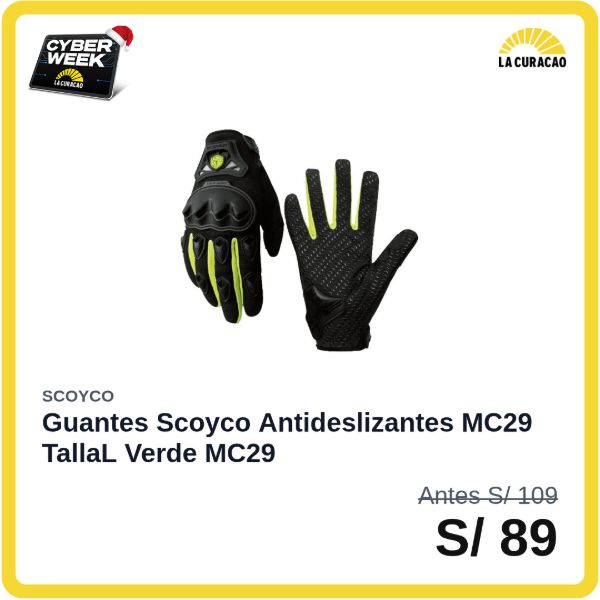 CYBER
WEEK
LA CURACAO
LA CURACAO
SCOYCO
Guantes Scoyco Antideslizantes MC29
TallaL Verde MC29
Antes S/ 109
S/ 89